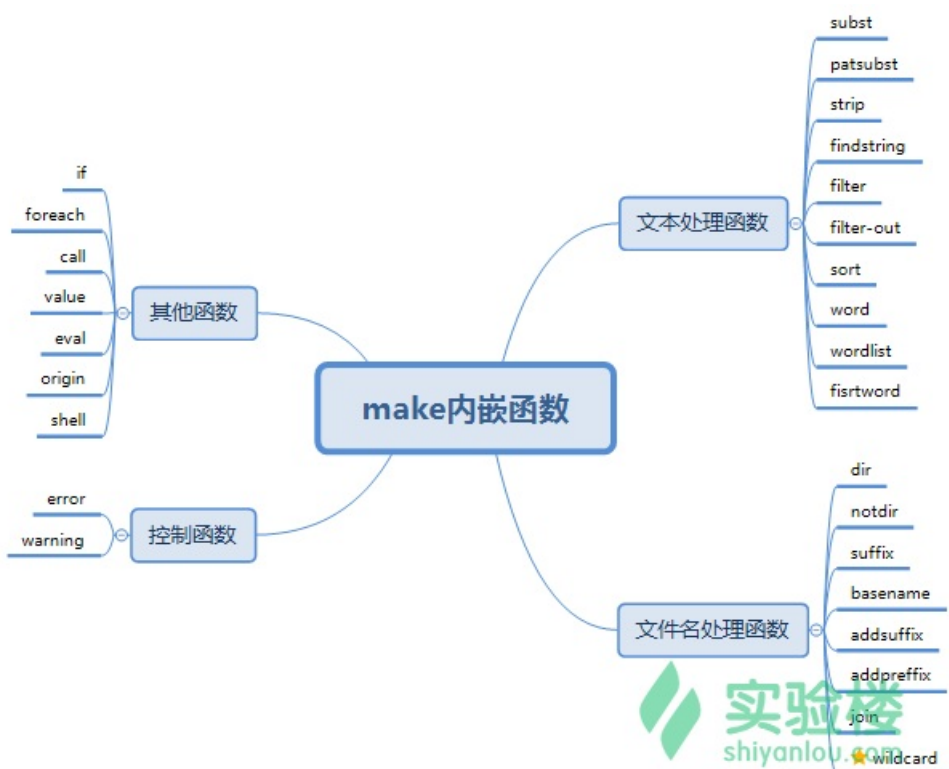 make内嵌函数
文本处理函数
subst
patsubst
strip
findstring
filter
filter-out
sort
word
wordlist
fisrtword
文件名处理函数
dir
notdir
suffix
basename
addsuffix
addpreffix
join
wildcard
其他函数
if
foreach
call
value
eval
origin
shell
控制函数
error
warning
实验楼
shiyanlou.com